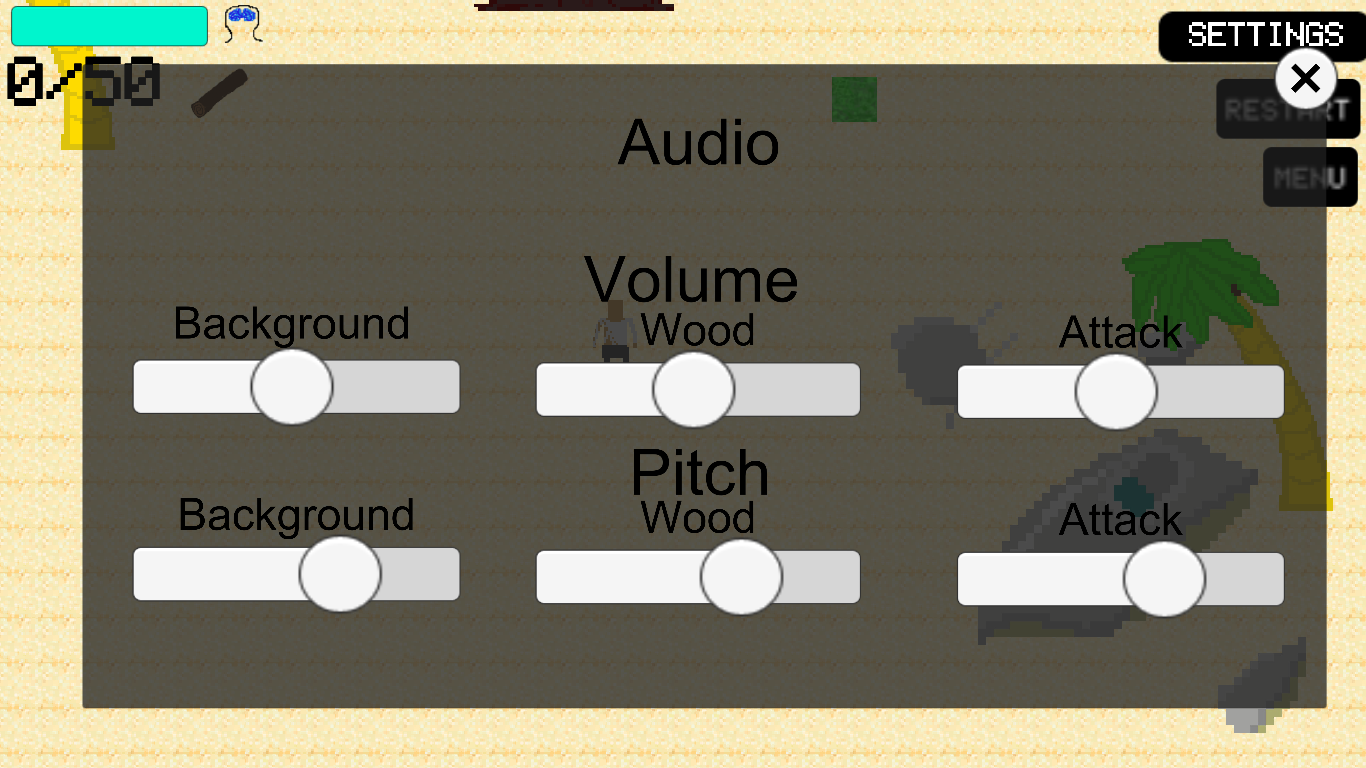 SETTINGS
0/50
RESTART
MENU
Audio
Volume
Background
Wood
Attack
Pitch
Background
Wood
Attack